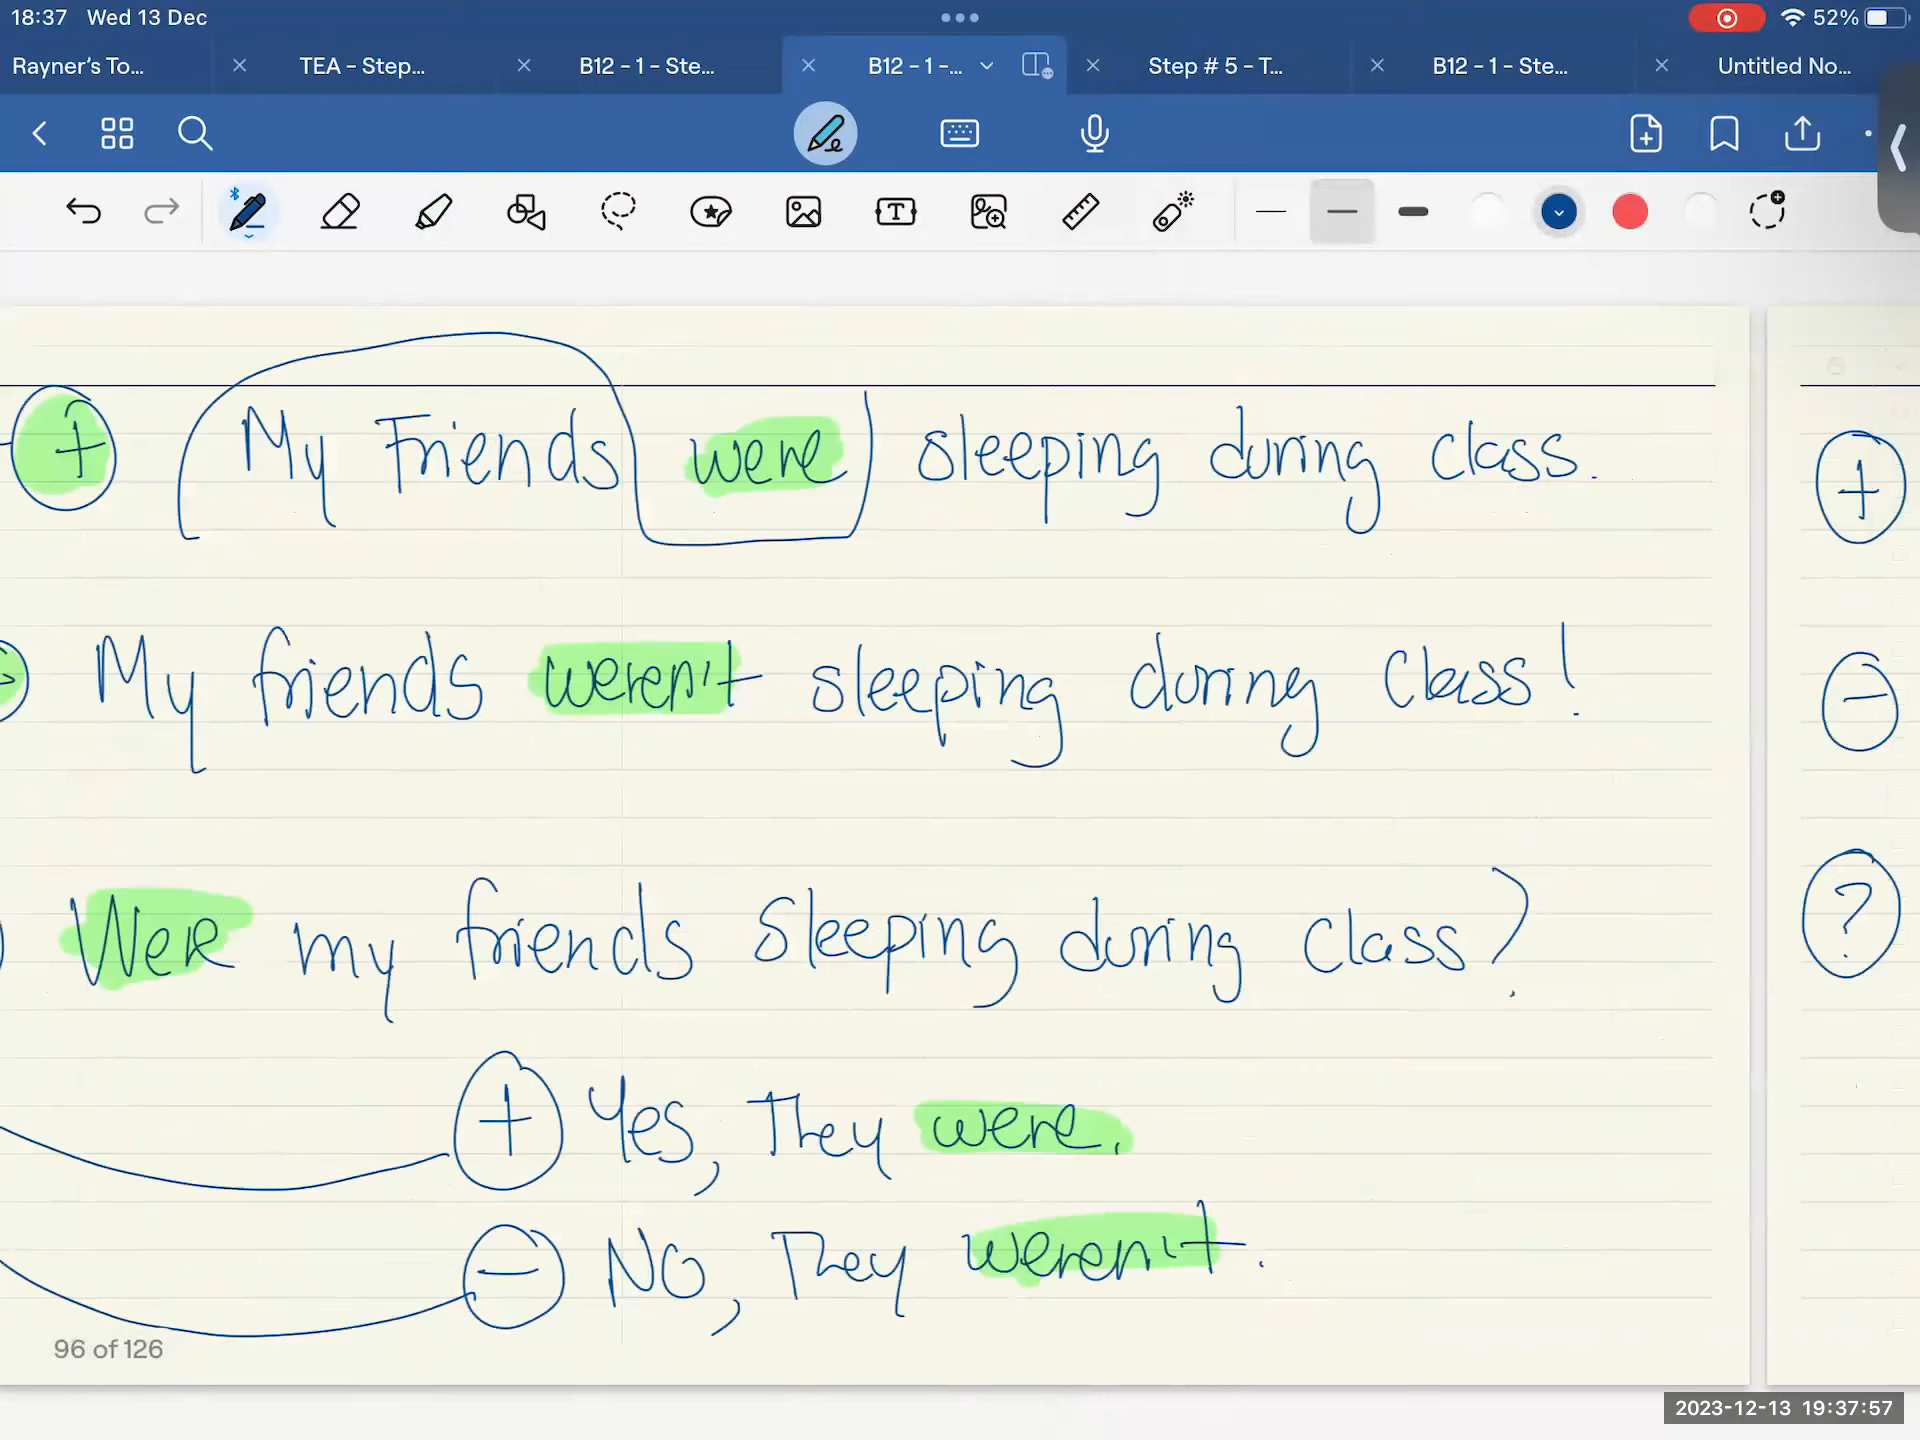 18:37 Wed 13 Dec
52%
Rayner's To...
TEA - Step...
B12 - 1 - Ste...
B12 - 1 -...
Step # 5 - T...
B12 - 1 - Ste...
Untitled No...
+ My Friends were sleeping during class. +
My friends weren't sleeping during Class! -
Were my friends Sleeping during Class? ?
+ Yes, They were.
- No, They weren't.
96 of 126
2023-12-13 19:37:57